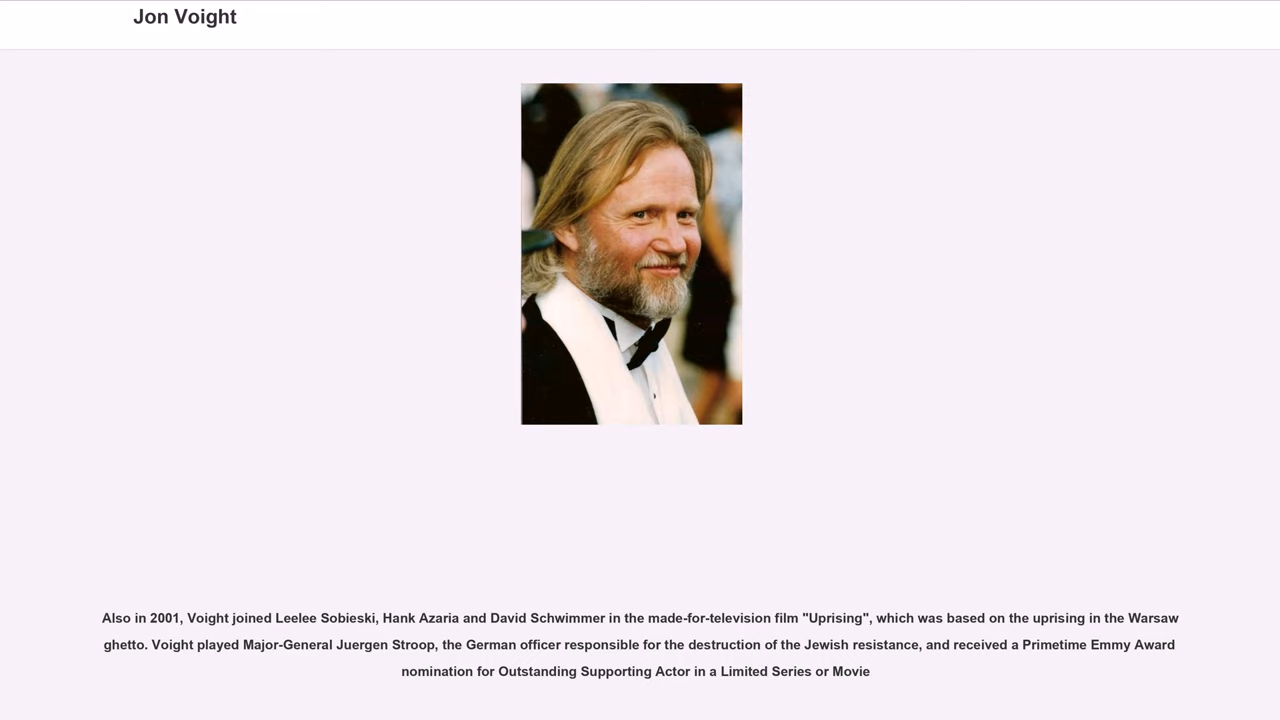 Jon Voight
Also in 2001, Voight joined Leelee Sobieski, Hank Azaria and David Schwimmer in the made-for-television film "Uprising", which was based on the uprising in the Warsaw
ghetto. Voight played Major-General Juergen Stroop, the German officer responsible for the destruction of the Jewish resistance, and received a Primetime Emmy Award
nomination for Outstanding Supporting Actor in a Limited Series or Movie